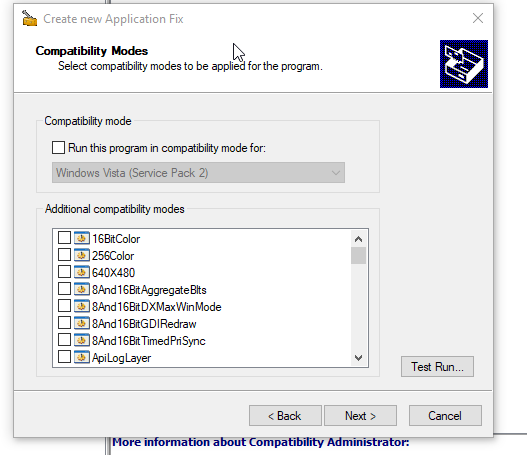 Create new Application Fix
Compatibility Modes
Select compatibility modes to be applied for the program.
Compatibility mode
Run this program in compatibility mode for:
Windows Vista (Service Pack 2)
Additional compatibility modes
16BitColor
256Color
640X480
8And16BitAggregateBlts
8And16BitDXMaxWinMode
8And16BitGDIRedraw
8And16BitTimedPriSync
ApiLogLayer
Test Run...
< Back
Next >
Cancel
More information about Compatibility Administrator: